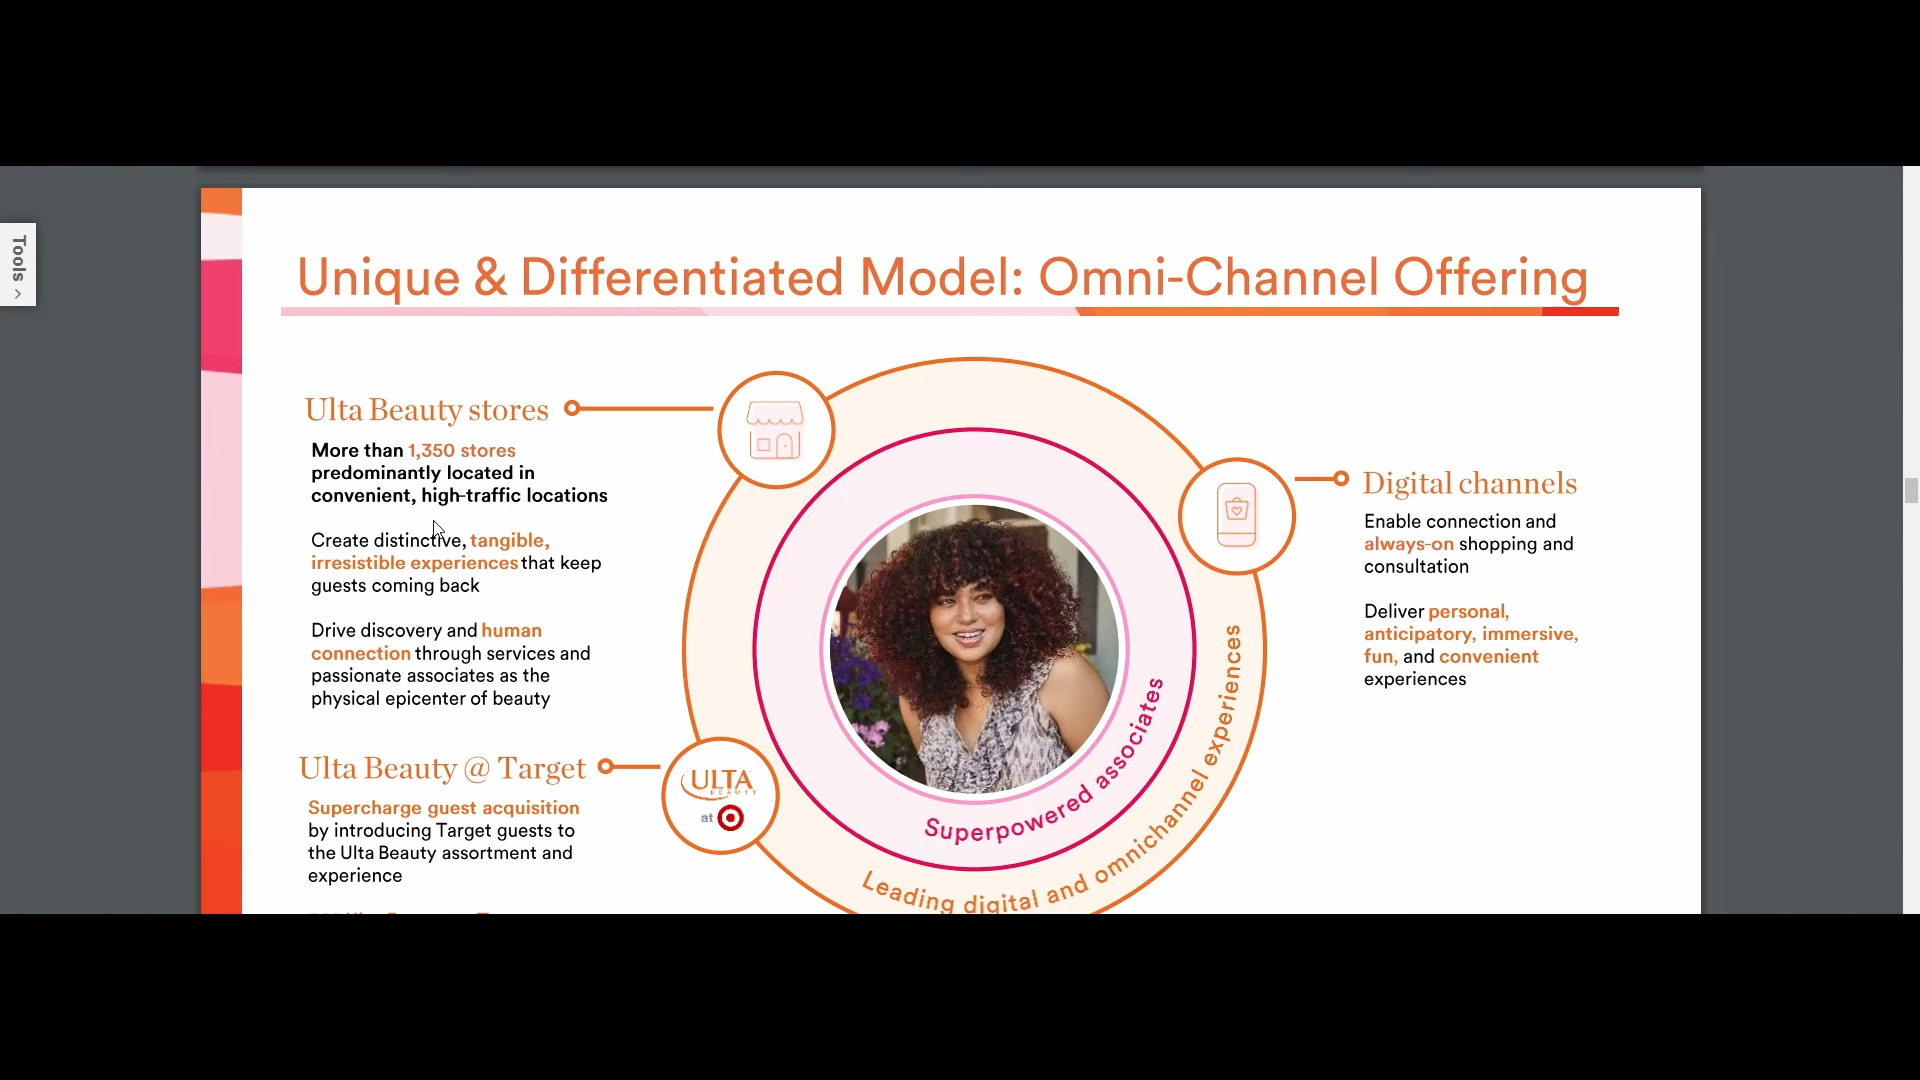 Tools
Unique & Differentiated Model: Omni-Channel Offering
Ulta Beauty stores
More than 1,350 stores
predominantly located in
convenient, high-traffic locations
Create distinctive, tangible,
irresistible experiences that keep
guests coming back
Drive discovery and human
connection through services and
passionate associates as the
physical epicenter of beauty
Ulta Beauty @ Target
Supercharge guest acquisition
by introducing Target guests to
the Ulta Beauty assortment and
experience
ULTA
BEAUTY
at
Superpowered associates
Leading digital and omnichannel experiences
Digital channels
Enable connection and
always-on shopping and
consultation
Deliver personal,
anticipatory, immersive,
fun, and convenient
experiences